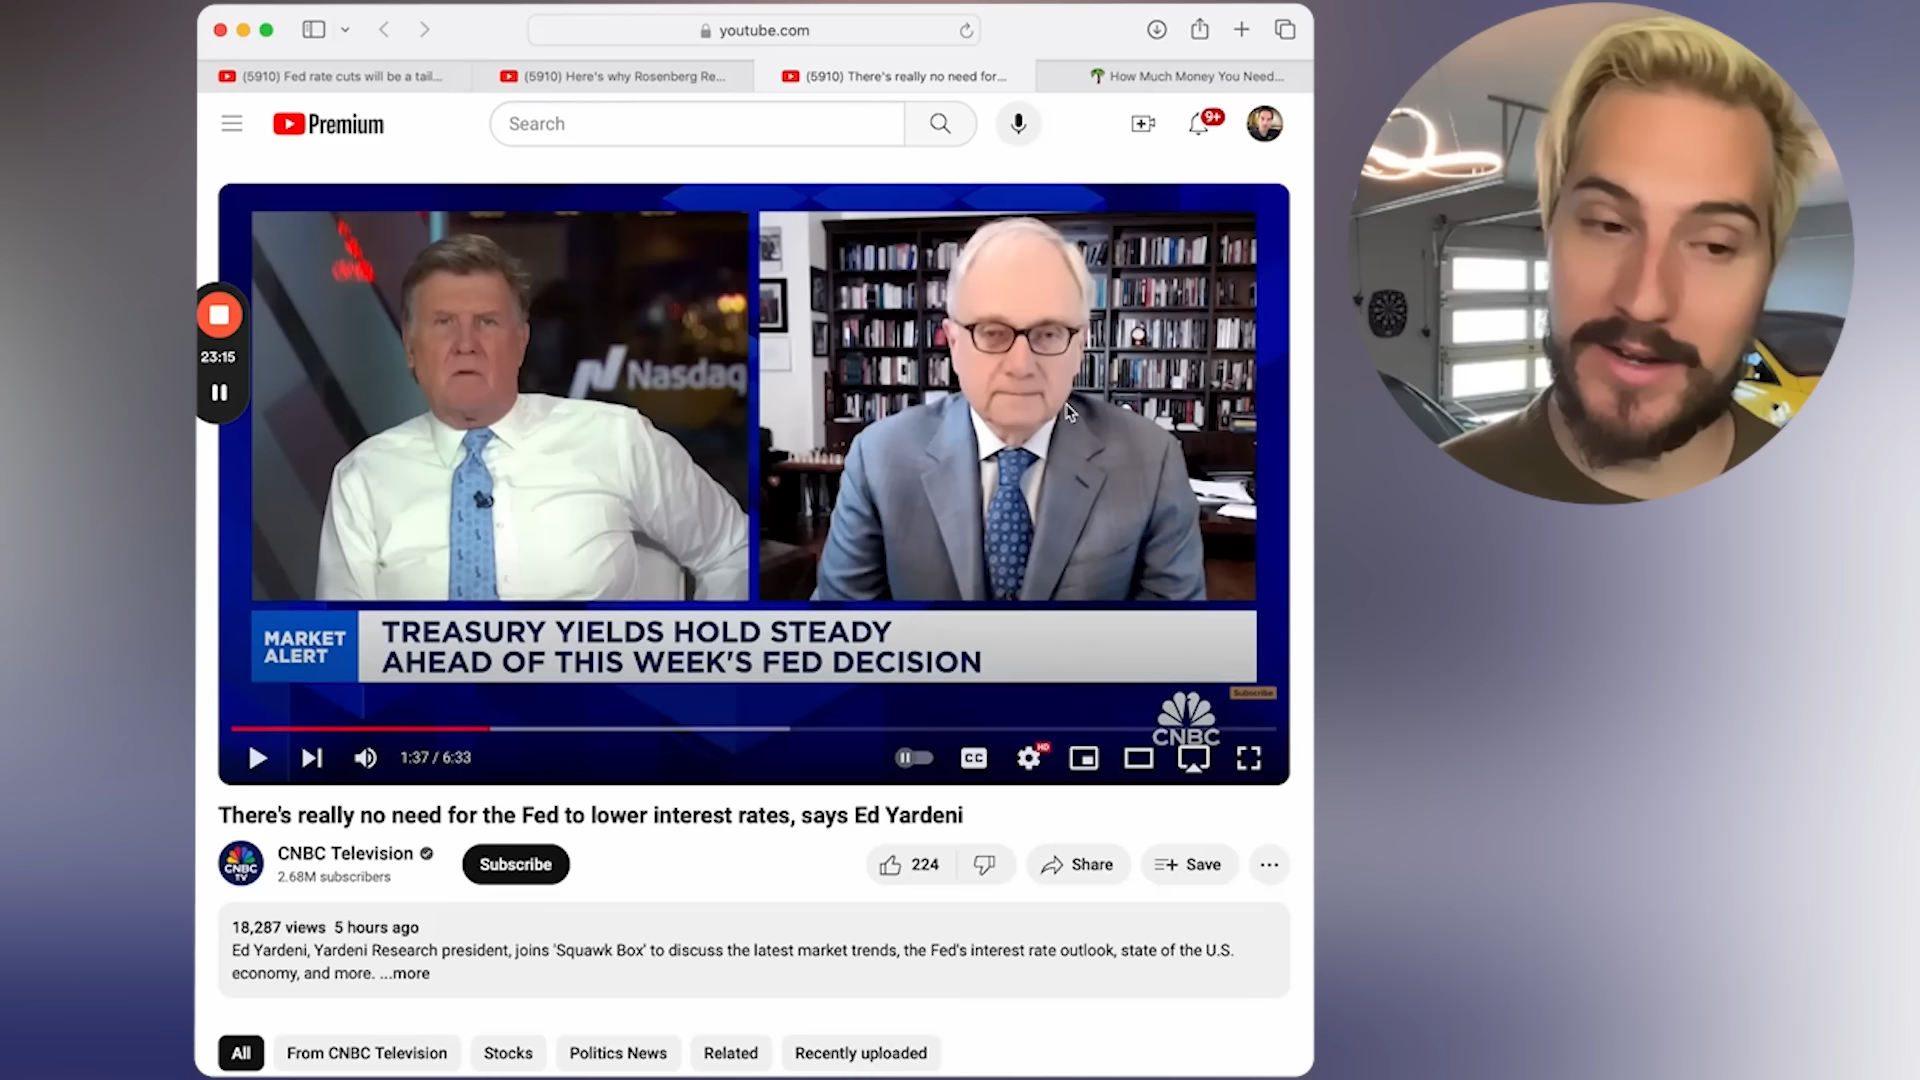 youtube.com
(5910) Fed rate cuts will be a tail...
(5910) Here's why Rosenberg Re...
(5910) There's really no need for...
How Much Money You Need...
Premium
Search
9+
23:15
Nasdaq
MARKET ALERT
TREASURY YIELDS HOLD STEADY
AHEAD OF THIS WEEK'S FED DECISION
Subscribe
CNBC
1:37 / 6:33
CC
HD
There's really no need for the Fed to lower interest rates, says Ed Yardeni
CNBC TV
CNBC Television
2.68M subscribers
Subscribe
224
Share
Save
18,287 views 5 hours ago
Ed Yardeni, Yardeni Research president, joins 'Squawk Box' to discuss the latest market trends, the Fed's interest rate outlook, state of the U.S.
economy, and more. ...more
All
From CNBC Television
Stocks
Politics News
Related
Recently uploaded